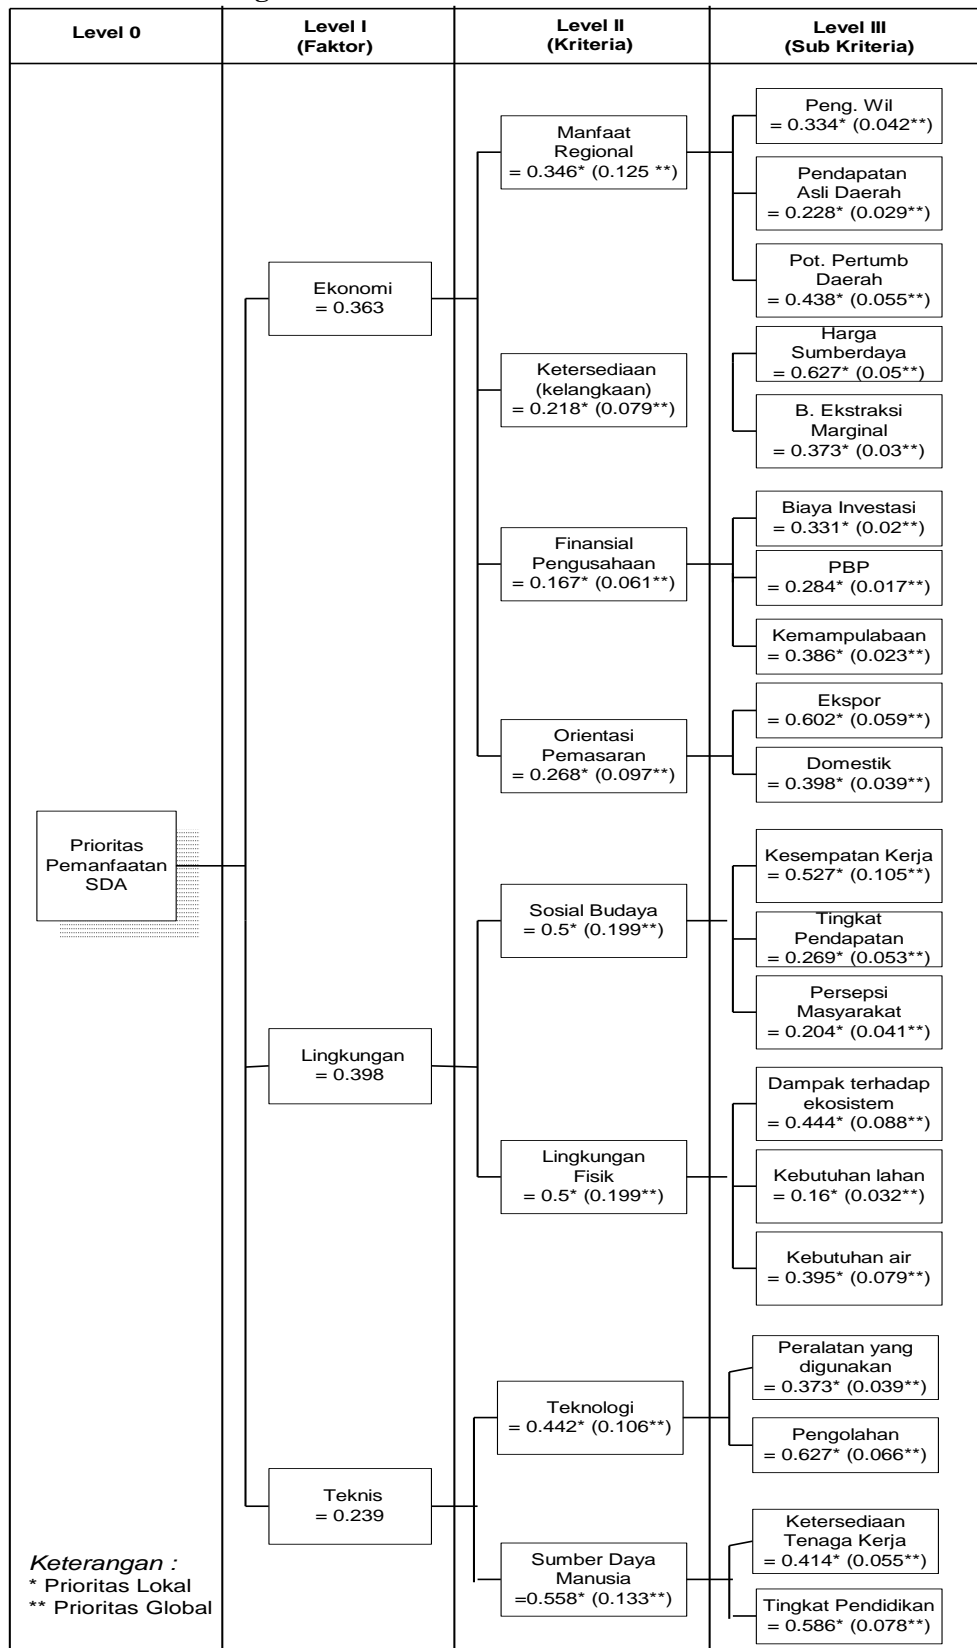 Level 0
Level I
(Faktor)
Level II
(Kriteria)
Level III
(Sub Kriteria)
Prioritas
Pemanfaatan
SDA
Ekonomi
= 0.363
Manfaat
Regional
= 0.346* (0.125 **)
Peng. Wil
= 0.334* (0.042**)
Pendapatan
Asli Daerah
= 0.228* (0.029**)
Pot. Pertumb
Daerah
= 0.438* (0.055**)
Ketersediaan
(kelangkaan)
= 0.218* (0.079**)
Harga
Sumberdaya
= 0.627* (0.05**)
B. Ekstraksi
Marginal
= 0.373* (0.03**)
Finansial
Pengusahaan
= 0.167* (0.061**)
Biaya Investasi
= 0.331* (0.02**)
PBP
= 0.284* (0.017**)
Kemampulabaan
= 0.386* (0.023**)
Orientasi
Pemasaran
= 0.268* (0.097**)
Ekspor
= 0.602* (0.059**)
Domestik
= 0.398* (0.039**)
Lingkungan
= 0.398
Sosial Budaya
= 0.5* (0.199**)
Kesempatan Kerja
= 0.527* (0.105**)
Tingkat
Pendapatan
= 0.269* (0.053**)
Persepsi
Masyarakat
= 0.204* (0.041**)
Lingkungan
Fisik
= 0.5* (0.199**)
Dampak terhadap
ekosistem
= 0.444* (0.088**)
Kebutuhan lahan
= 0.16* (0.032**)
Kebutuhan air
= 0.395* (0.079**)
Teknis
= 0.239
Teknologi
= 0.442* (0.106**)
Peralatan yang
digunakan
= 0.373* (0.039**)
Pengolahan
= 0.627* (0.066**)
Sumber Daya
Manusia
=0.558* (0.133**)
Ketersediaan
Tenaga Kerja
= 0.414* (0.055**)
Tingkat Pendidikan
= 0.586* (0.078**)
Keterangan :
* Prioritas Lokal
** Prioritas Global